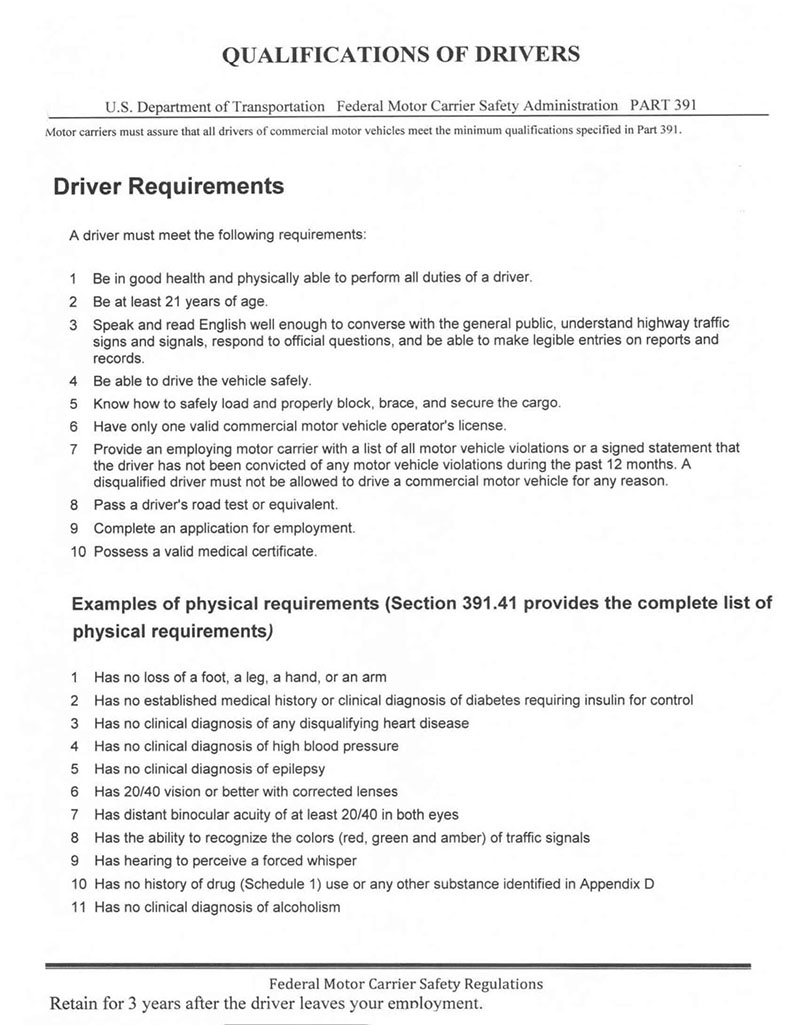 QUALIFICATIONS OF DRIVERS
U.S. Department of Transportation Federal Motor Carrier Safety Administration PART 391
Motor carriers must assure that all drivers of commercial motor vehicles meet the minimum qualifications specified in Part 391.
Driver Requirements
A driver must meet the following requirements:
1 Be in good health and physically able to perform all duties of a driver.
2 Be at least 21 years of age.
3 Speak and read English well enough to converse with the general public, understand highway traffic
signs and signals, respond to official questions, and be able to make legible entries on reports and
records.
4 Be able to drive the vehicle safely.
5 Know how to safely load and properly block, brace, and secure the cargo.
6 Have only one valid commercial motor vehicle operator's license.
7 Provide an employing motor carrier with a list of all motor vehicle violations or a signed statement that
the driver has not been convicted of any motor vehicle violations during the past 12 months. A
disqualified driver must not be allowed to drive a commercial motor vehicle for any reason.
8 Pass a driver's road test or equivalent.
9 Complete an application for employment.
10 Possess a valid medical certificate.
Examples of physical requirements (Section 391.41 provides the complete list of
physical requirements)
1 Has no loss of a foot, a leg, a hand, or an arm
2 Has no established medical history or clinical diagnosis of diabetes requiring insulin for control
3 Has no clinical diagnosis of any disqualifying heart disease
4 Has no clinical diagnosis of high blood pressure
5 Has no clinical diagnosis of epilepsy
6 Has 20/40 vision or better with corrected lenses
7 Has distant binocular acuity of at least 20/40 in both eyes
8 Has the ability to recognize the colors (red, green and amber) of traffic signals
9 Has hearing to perceive a forced whisper
10 Has no history of drug (Schedule 1) use or any other substance identified in Appendix D
11 Has no clinical diagnosis of alcoholism
Federal Motor Carrier Safety Regulations
Retain for 3 years after the driver leaves your employment.